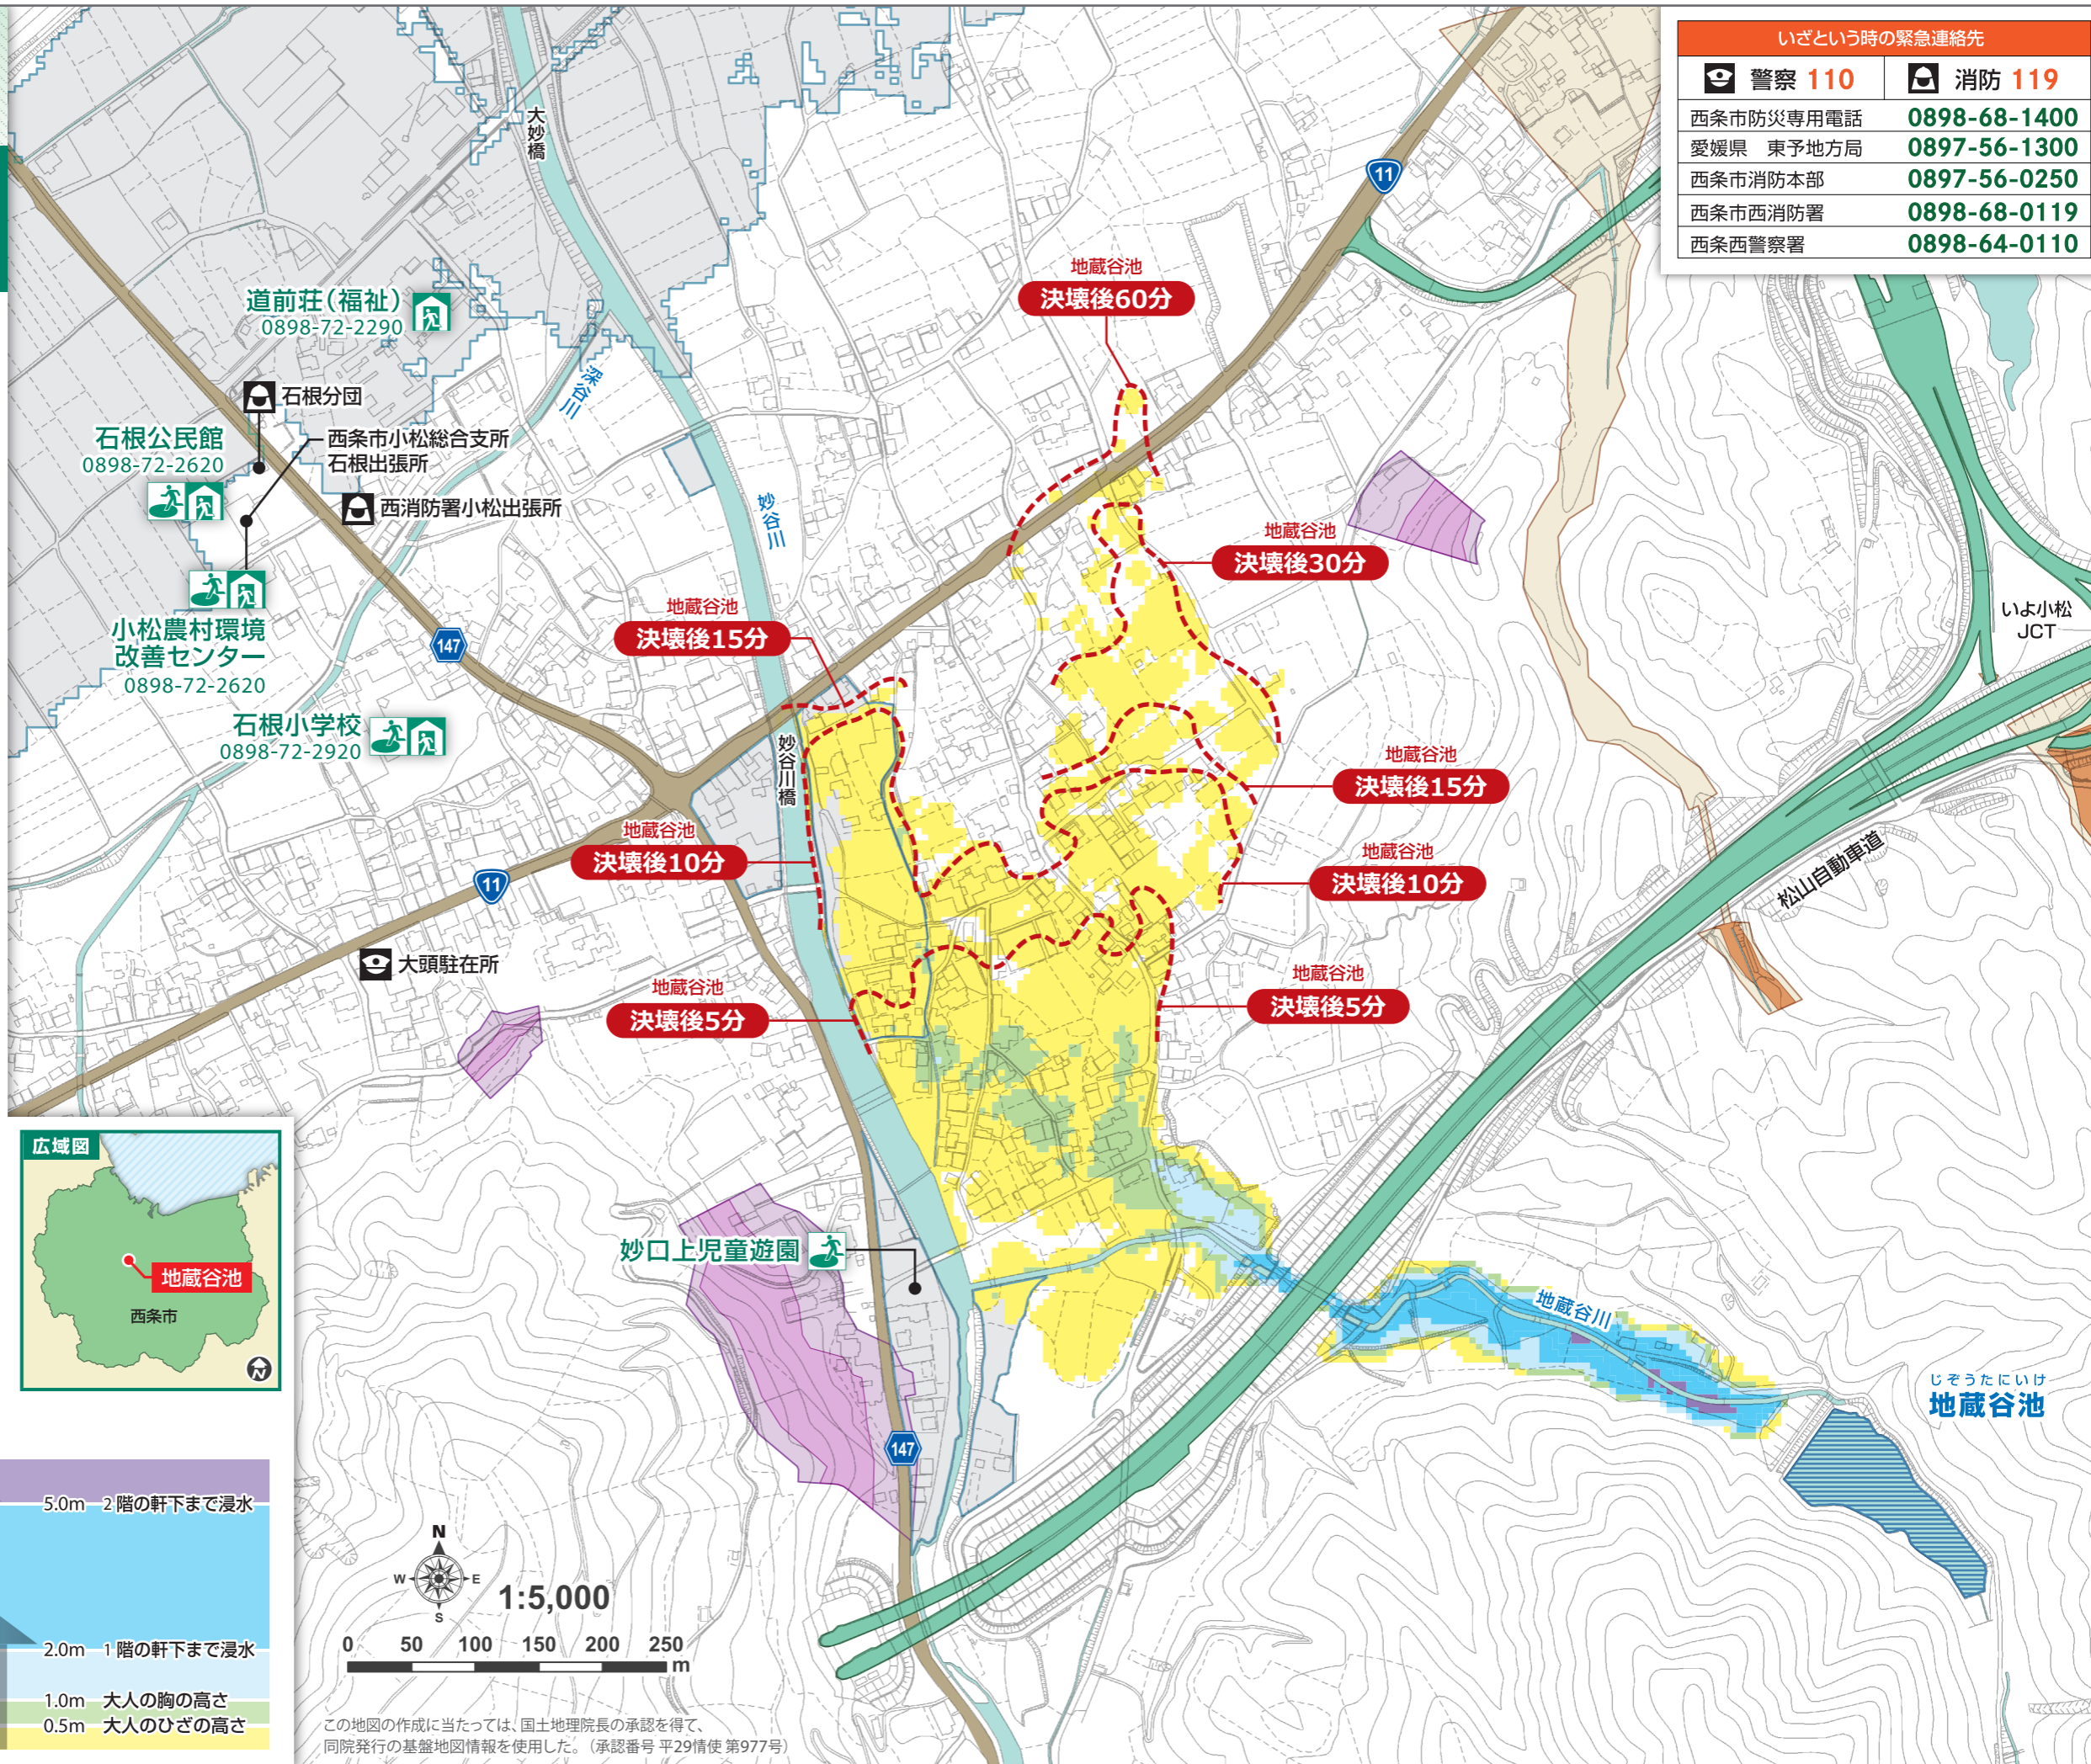 いざという時の緊急連絡先
警察 110
消防 119
西条市防災専用電話 0898-68-1400
愛媛県 東予地方局 0897-56-1300
西条市消防本部 0897-56-0250
西条市西消防署 0898-68-0119
西条西警察署 0898-64-0110
大妙橋
11
道前荘（福祉）
0898-72-2290
地蔵谷池
決壊後60分
深谷川
石根分団
石根公民館
0898-72-2620
西条市小松総合支所
石根出張所
西消防署小松出張所
妙谷川
地蔵谷池
決壊後30分
小松農村環境
改善センター
0898-72-2620
147
地蔵谷池
決壊後15分
いよ小松
JCT
石根小学校
0898-72-2920
妙谷川橋
地蔵谷池
決壊後15分
地蔵谷池
決壊後10分
地蔵谷池
決壊後10分
11
松山自動車道
大頭駐在所
地蔵谷池
決壊後5分
地蔵谷池
決壊後5分
広域図
地蔵谷池
西条市
N
妙口上児童遊園
地蔵谷川
じぞうたにいけ
地蔵谷池
147
5.0m 2階の軒下まで浸水
2.0m 1階の軒下まで浸水
1.0m 大人の胸の高さ
0.5m 大人のひざの高さ
N
W E
S
1:5,000
0 50 100 150 200 250
m
この地図の作成に当たっては、国土地理院長の承認を得て、
同院発行の基盤地図情報を使用した。（承認番号 平29情使 第977号）